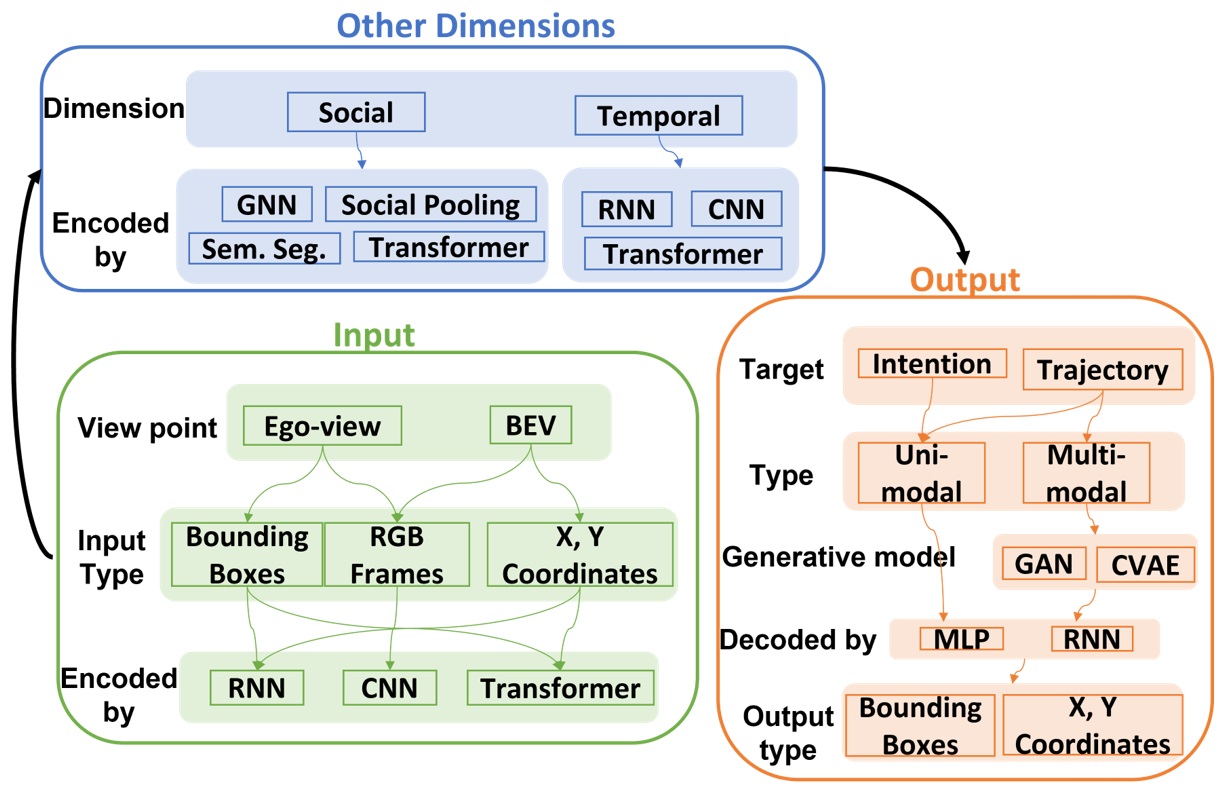 Other Dimensions
Dimension
Social
Temporal
Encoded
by
GNN
Social Pooling
Sem. Seg.
Transformer
RNN
CNN
Transformer
Input
View point
Ego-view
BEV
Input
Type
Bounding
Boxes
RGB
Frames
X, Y
Coordinates
Encoded
by
RNN
CNN
Transformer
Output
Target
Intention
Trajectory
Type
Uni-
modal
Multi-
modal
Generative model
GAN
CVAE
Decoded by
MLP
RNN
Output
type
Bounding
Boxes
X, Y
Coordinates